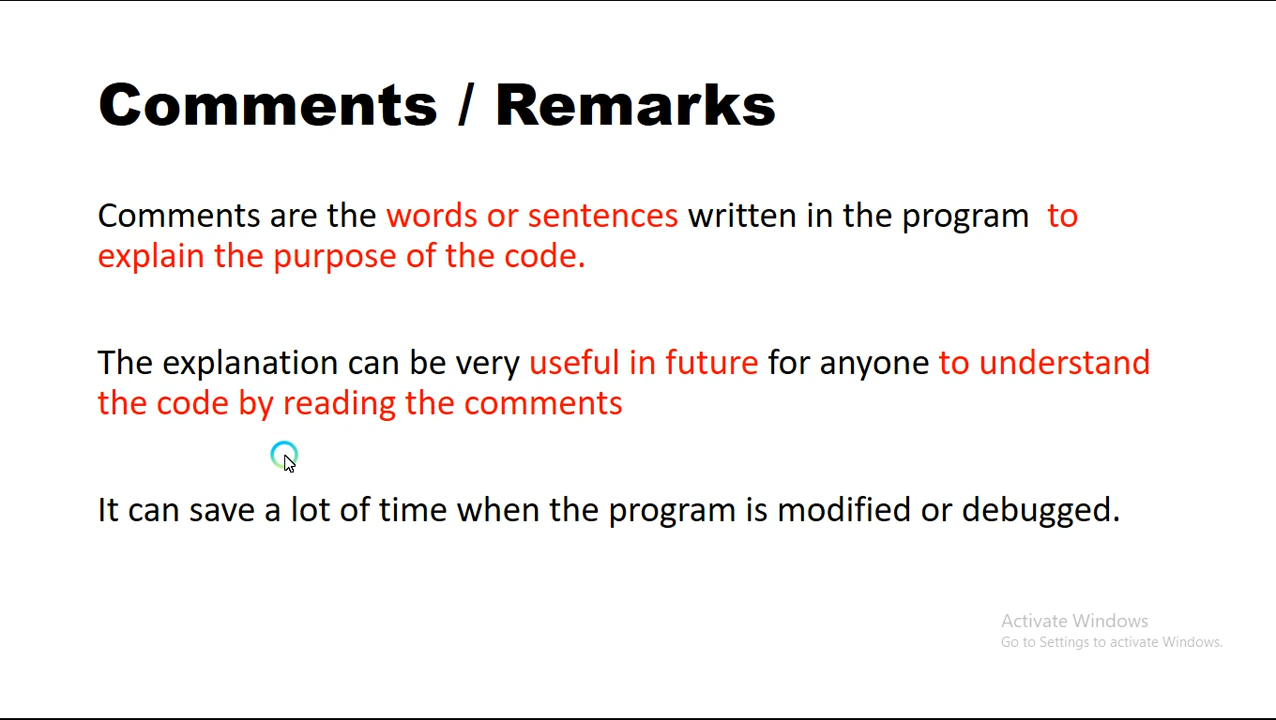 Comments / Remarks
Comments are the words or sentences written in the program to
explain the purpose of the code.
The explanation can be very useful in future for anyone to understand
the code by reading the comments
It can save a lot of time when the program is modified or debugged.
Activate Windows
Go to Settings to activate Windows.